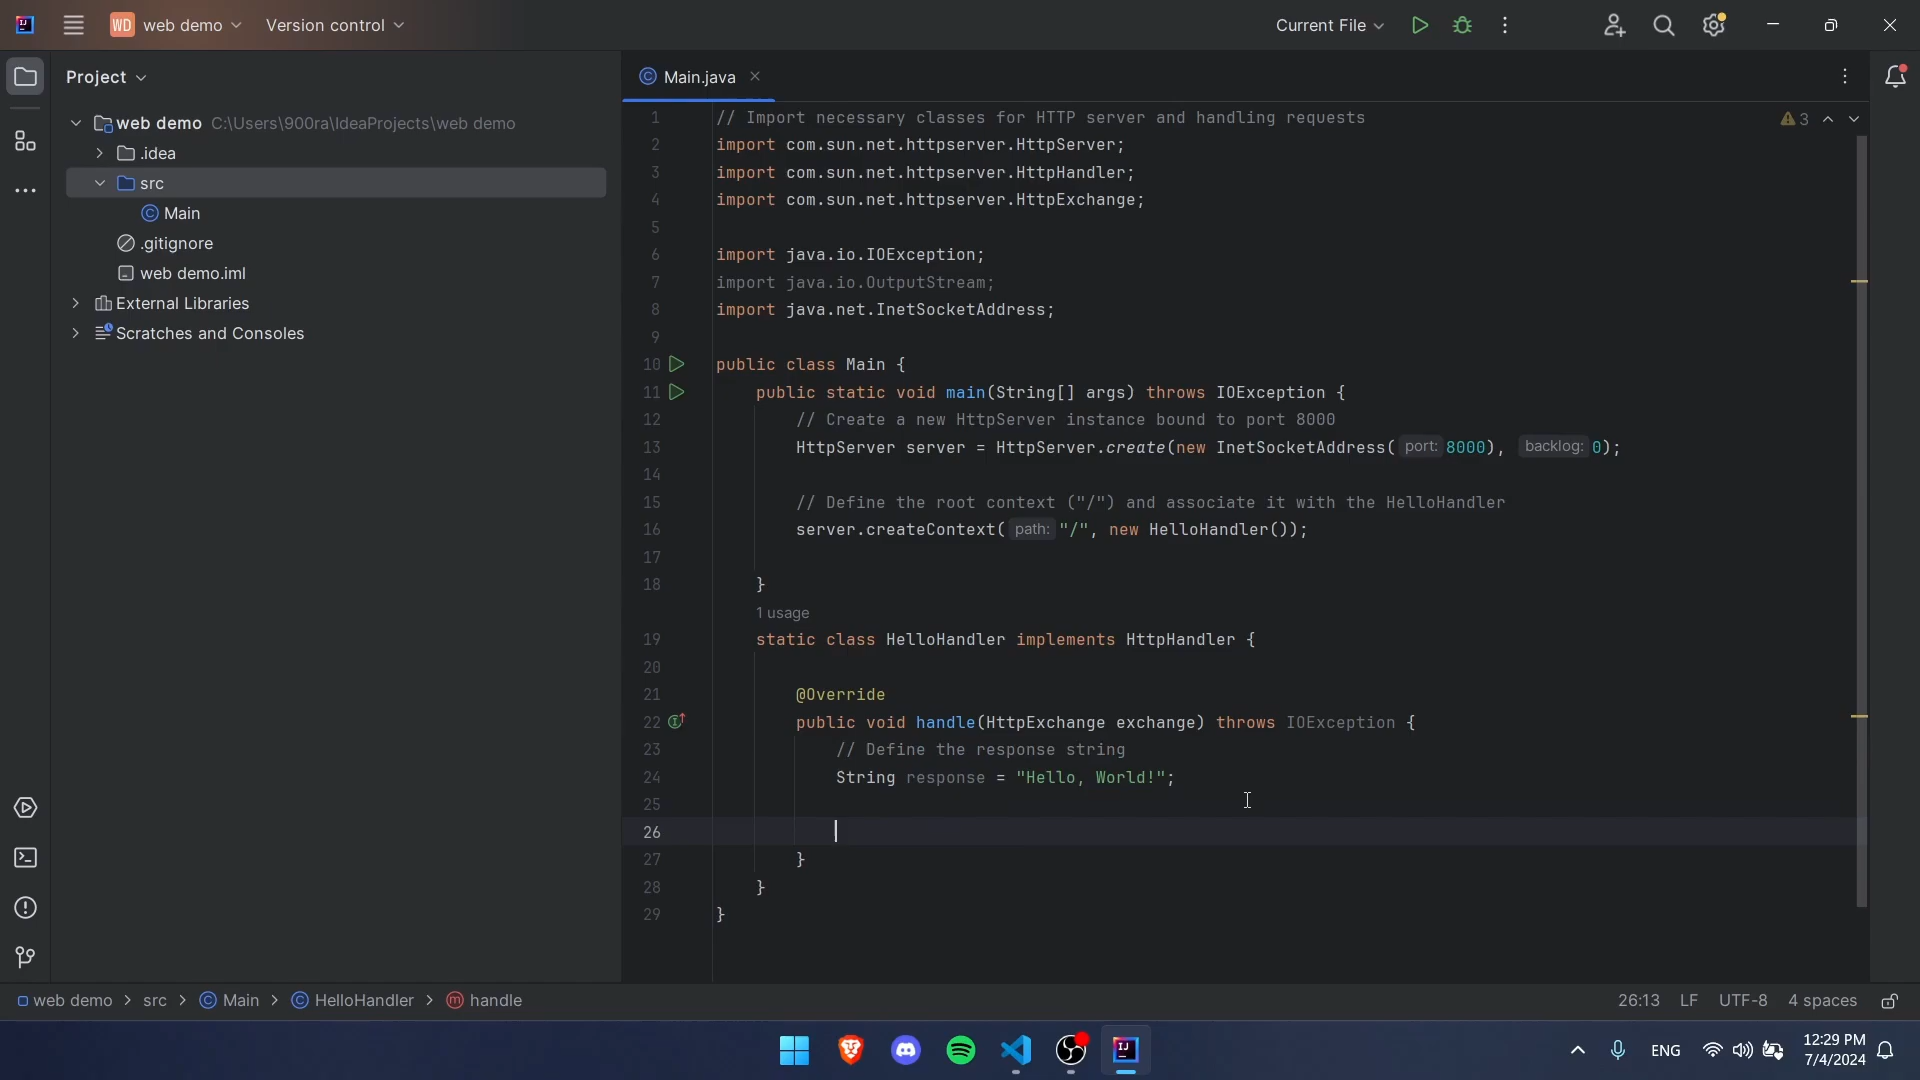 WD web demo Version control
Current File
Project
web demo C:\Users\900ra\IdeaProjects\web demo
.idea
src
Main
.gitignore
web demo.iml
External Libraries
Scratches and Consoles
Main.java
3
1 // Import necessary classes for HTTP server and handling requests
2 import com.sun.net.httpserver.HttpServer;
3 import com.sun.net.httpserver.HttpHandler;
4 import com.sun.net.httpserver.HttpExchange;
5
6 import java.io.IOException;
7 import java.io.OutputStream;
8 import java.net.InetSocketAddress;
9
10 public class Main {
11 public static void main(String[] args) throws IOException {
12 // Create a new HttpServer instance bound to port 8000
13 HttpServer server = HttpServer.create(new InetSocketAddress( port: 8000), backlog: 0);
14
15 // Define the root context ("/") and associate it with the HelloHandler
16 server.createContext( path: "/", new HelloHandler());
17
18 }
1 usage
19 static class HelloHandler implements HttpHandler {
20
21 @Override
22 public void handle(HttpExchange exchange) throws IOException {
23 // Define the response string
24 String response = "Hello, World!";
25
26
27 }
28 }
29 }
web demo > src > Main > HelloHandler > handle
26:13 LF UTF-8 4 spaces
ENG
12:29 PM
7/4/2024